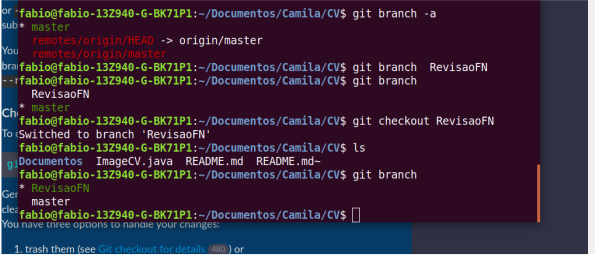 or -
fabio@fabio-13Z940-G-BK71P1:~/Documentos/Camila/CV$ git branch -a
sub
* master
remotes/origin/HEAD -> origin/master
You
remotes/origin/master
bra
fabio@fabio-13Z940-G-BK71P1:~/Documentos/Camila/CV$ git branch  RevisaoFN
--r
fabio@fabio-13Z940-G-BK71P1:~/Documentos/Camila/CV$ git branch
RevisaoFN
* master
Che
fabio@fabio-13Z940-G-BK71P1:~/Documentos/Camila/CV$ git checkout RevisaoFN
To c
Switched to branch 'RevisaoFN'
fabio@fabio-13Z940-G-BK71P1:~/Documentos/Camila/CV$ ls
gi
Documentos  ImageCV.java  README.md  README.md~
fabio@fabio-13Z940-G-BK71P1:~/Documentos/Camila/CV$ git branch
* RevisaoFN
Ger
master
clea
fabio@fabio-13Z940-G-BK71P1:~/Documentos/Camila/CV$
You have three options to handle your changes:
1. trash them (see Git checkout for details 480 ) or